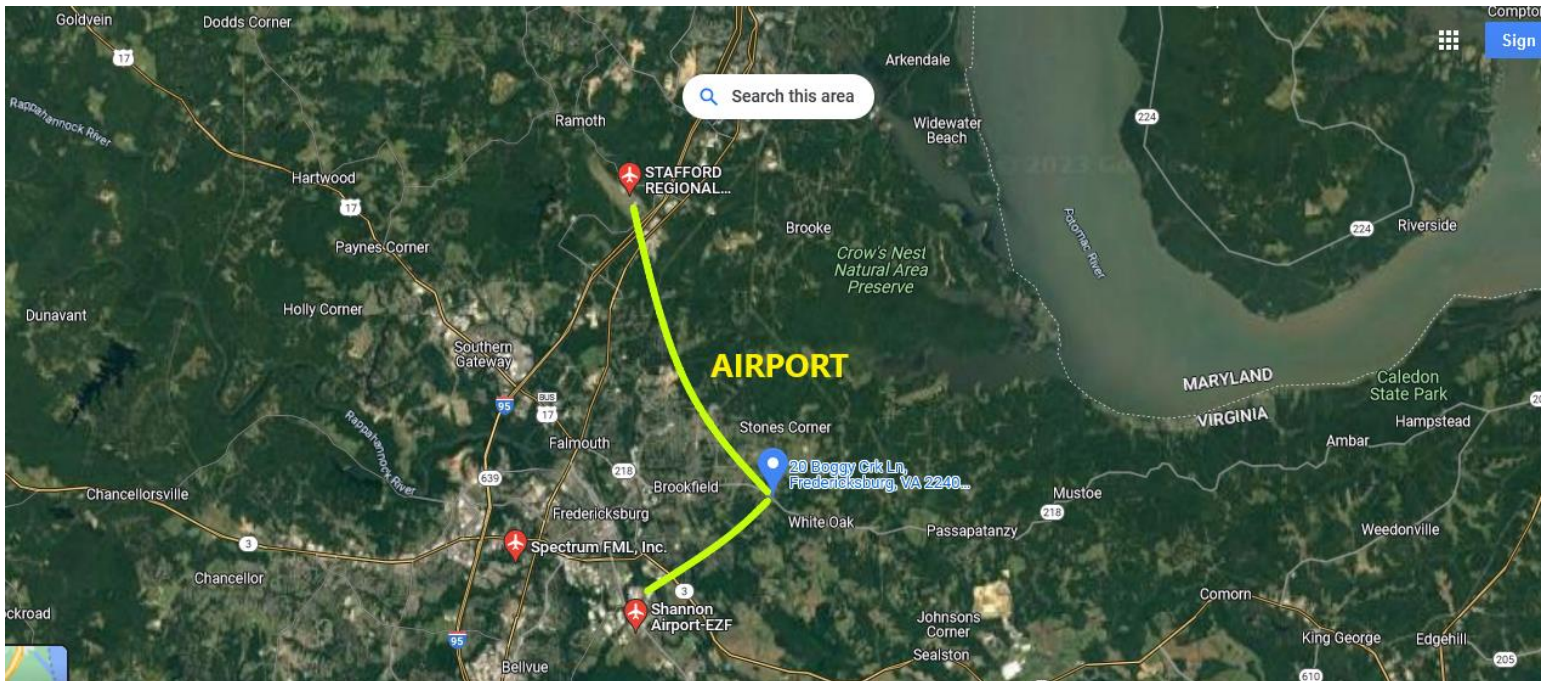 Goldvein
Dodds Corner
Compto
17
Sign
Arkendale
Search this area
Rappahannock River
224
Ramoth
Widewater
Beach
STAFFORD
REGIONAL...
Hartwood
17
Potomac River
224
Riverside
Brooke
Paynes Corner
Crow's Nest
Natural Area
Preserve
Holly Corner
Dunavant
Southern
Gateway
AIRPORT
MARYLAND
Caledon
State Park
95
BUS
17
VIRGINIA
Hampstead
Rappahannock River
Stones Corner
Falmouth
Ambar
218
20 Boggy Crk Ln,
Fredericksburg, VA 2240...
639
Brookfield
Chancellorsville
Mustoe
218
Fredericksburg
White Oak
Passapatanzy
Weedonville
3
Spectrum FML, Inc.
Chancellor
3
Comorn
Shannon
Airport-EZF
ockroad
Johnsons
Corner
95
King George
Edgehill
Sealston
205
Bellvue
610